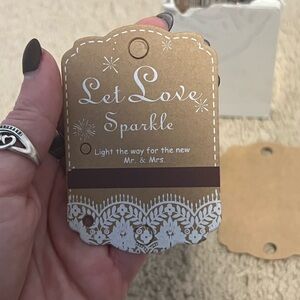 Let Love
Sparkle
Light the way for the new
Mr. & Mrs.